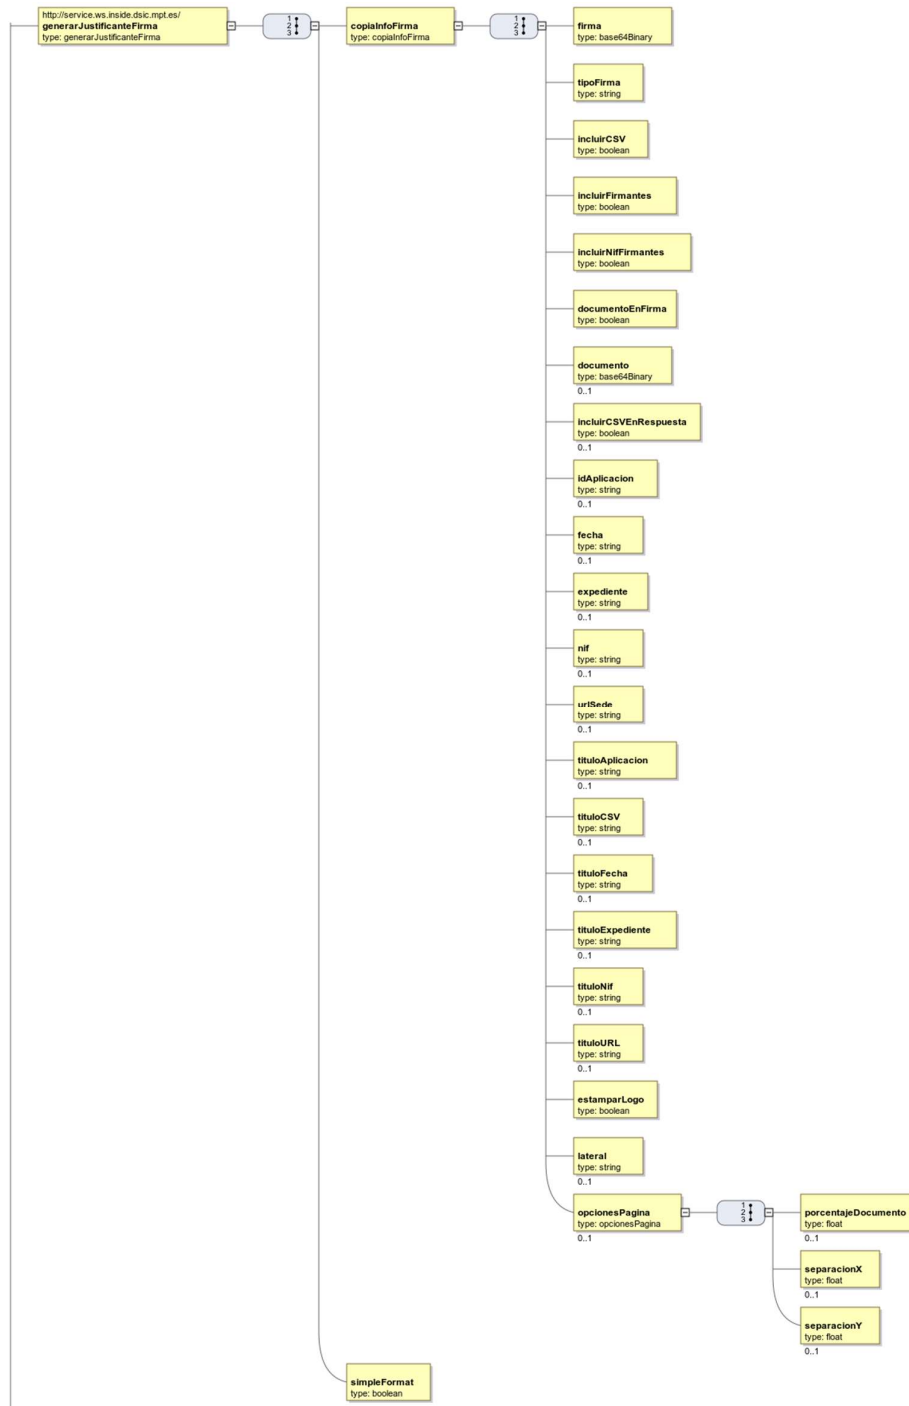 http://service.ws.inside.dsic.mpt.es/
generarJustificanteFirma
type: generarJustificanteFirma
1
2
3
copiaInfoFirma
type: copiaInfoFirma
1
2
3
firma
type: base64Binary
tipoFirma
type: string
incluirCSV
type: boolean
incluirFirmantes
type: boolean
incluirNifFirmantes
type: boolean
documentoEnFirma
type: boolean
documento
type: base64Binary
0..1
incluirCSVEnRespuesta
type: boolean
0..1
idAplicacion
type: string
0..1
fecha
type: string
0..1
expediente
type: string
0..1
nif
type: string
0..1
urlSede
type: string
0..1
tituloAplicacion
type: string
0..1
tituloCSV
type: string
0..1
tituloFecha
type: string
0..1
tituloExpediente
type: string
0..1
tituloNif
type: string
0..1
tituloURL
type: string
0..1
estamparLogo
type: boolean
lateral
type: string
0..1
opcionesPagina
type: opcionesPagina
0..1
1
2
3
porcentajeDocumento
type: float
0..1
separacionX
type: float
0..1
separacionY
type: float
0..1
simpleFormat
type: boolean